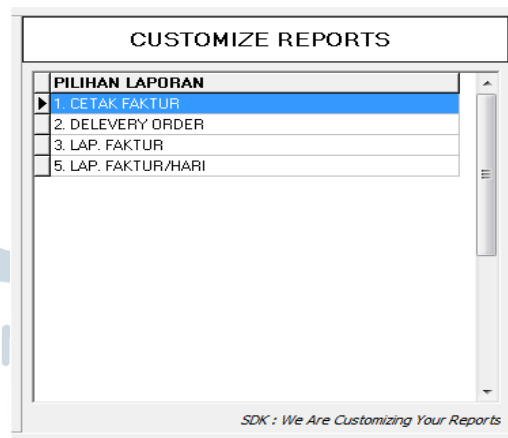 CUSTOMIZE REPORTS
PILIHAN LAPORAN
1. CETAK FAKTUR
2. DELEVERY ORDER
3. LAP. FAKTUR
5. LAP. FAKTUR/HARI
SDK : We Are Customizing Your Reports